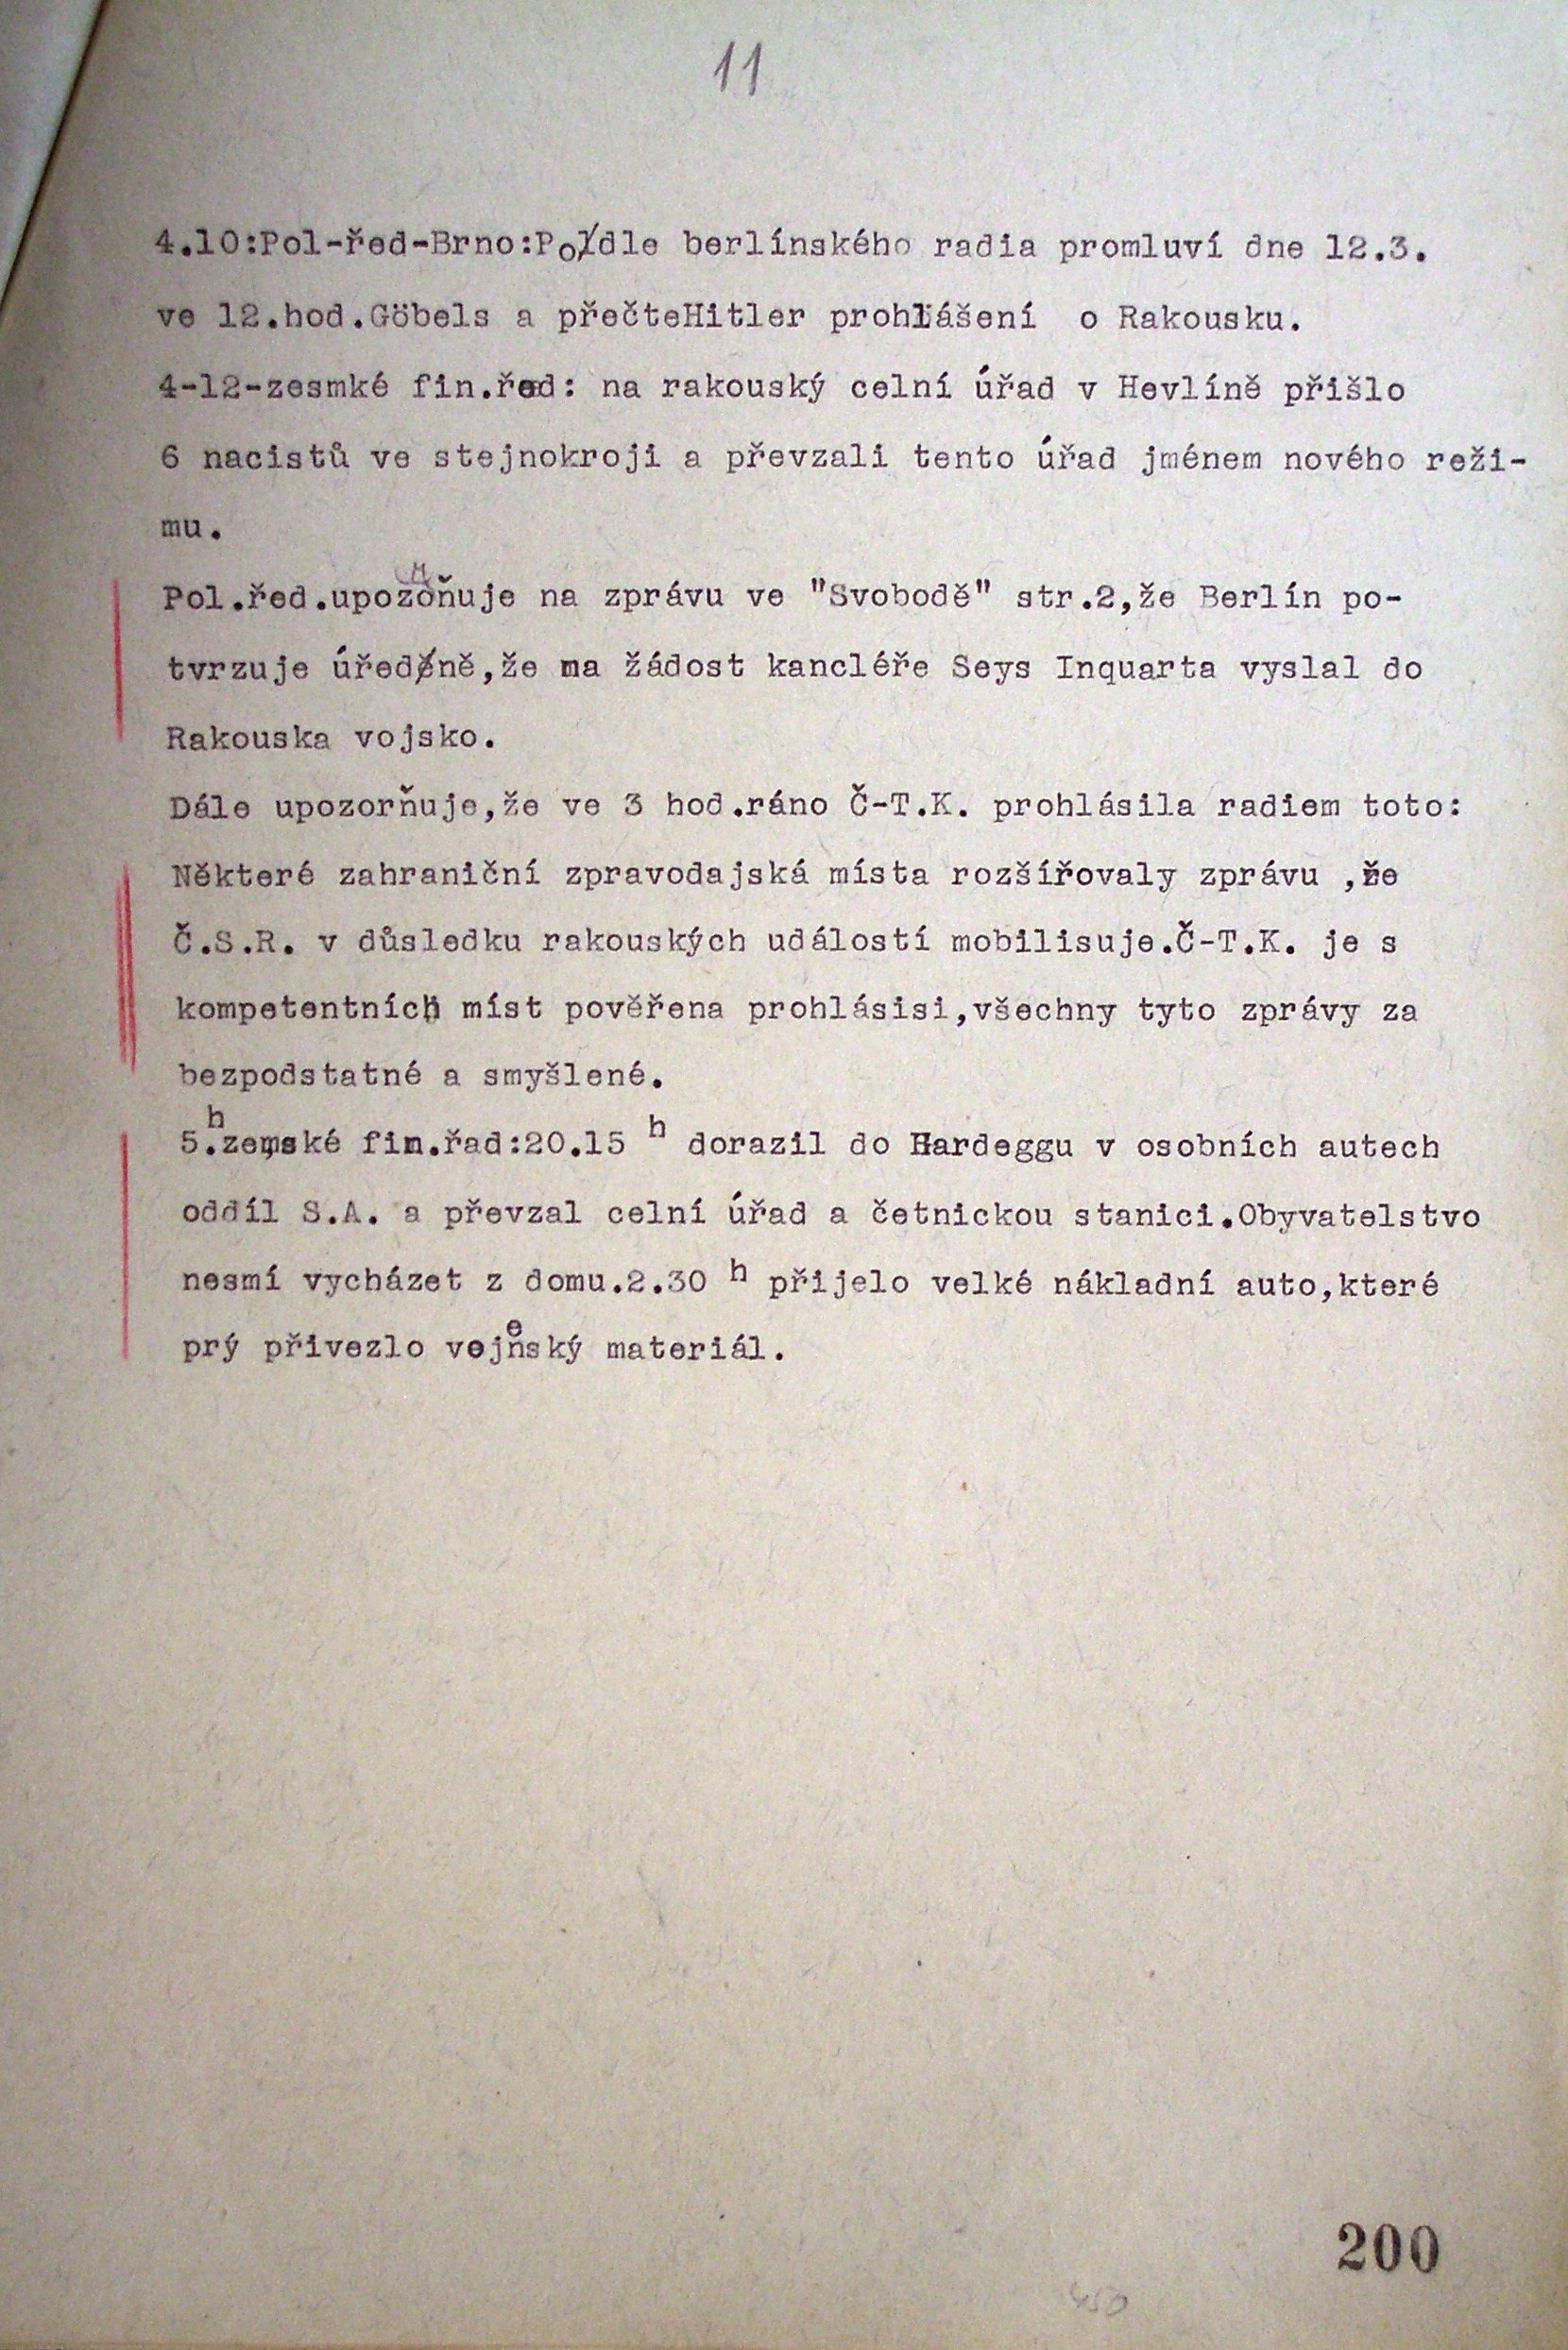 11
4.10:Pol-řed-Brno:Podle berlínského radia promluví dne 12.3.
ve 12.hod.Göbels a přečteHitler prohlášení o Rakousku.
4-12-zesmké fin.řed: na rakouský celní úřad v Hevlíně přišlo
6 nacistů ve stejnokroji a převzali tento úřad jménem nového reži-
mu.
Pol.řed.upozorňuje na zprávu ve "Svobodě" str.2,že Berlín po-
tvrzuje úředně,že na žádost kancléře Seys Inquarta vyslal do
Rakouska vojsko.
Dále upozorňuje,že ve 3 hod.ráno Č-T.K. prohlásila radiem toto:
Některé zahraniční zpravodajská místa rozšířovaly zprávu ,že
Č.S.R. v důsledku rakouských událostí mobilisuje.Č-T.K. je s
kompetentních míst pověřena prohlásisi,všechny tyto zprávy za
bezpodstatné a smyšlené.
5.h zemské fin.řad:20.15 h dorazil do Hardeggu v osobních autech
oddíl S.A. a převzal celní úřad a četnickou stanici.Obyvatelstvo
nesmí vycházet z domu.2.30 h přijelo velké nákladní auto,které
prý přivezlo vojenský materiál.
200